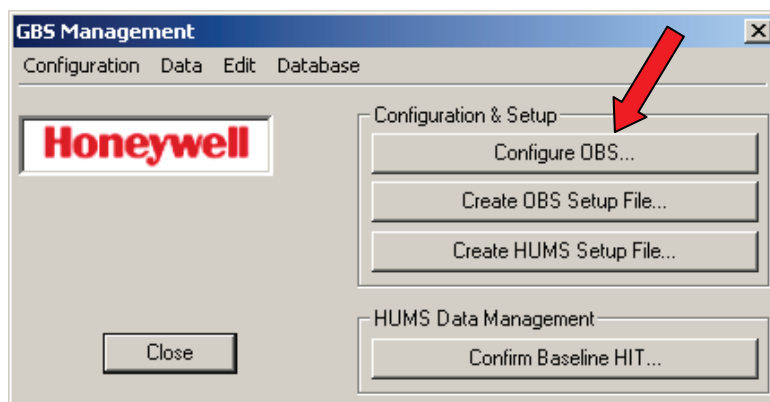 GBS Management
Configuration Data Edit Database
Honeywell
Configuration & Setup
Configure OBS...
Create OBS Setup File...
Create HUMS Setup File...
HUMS Data Management
Confirm Baseline HIT...
Close